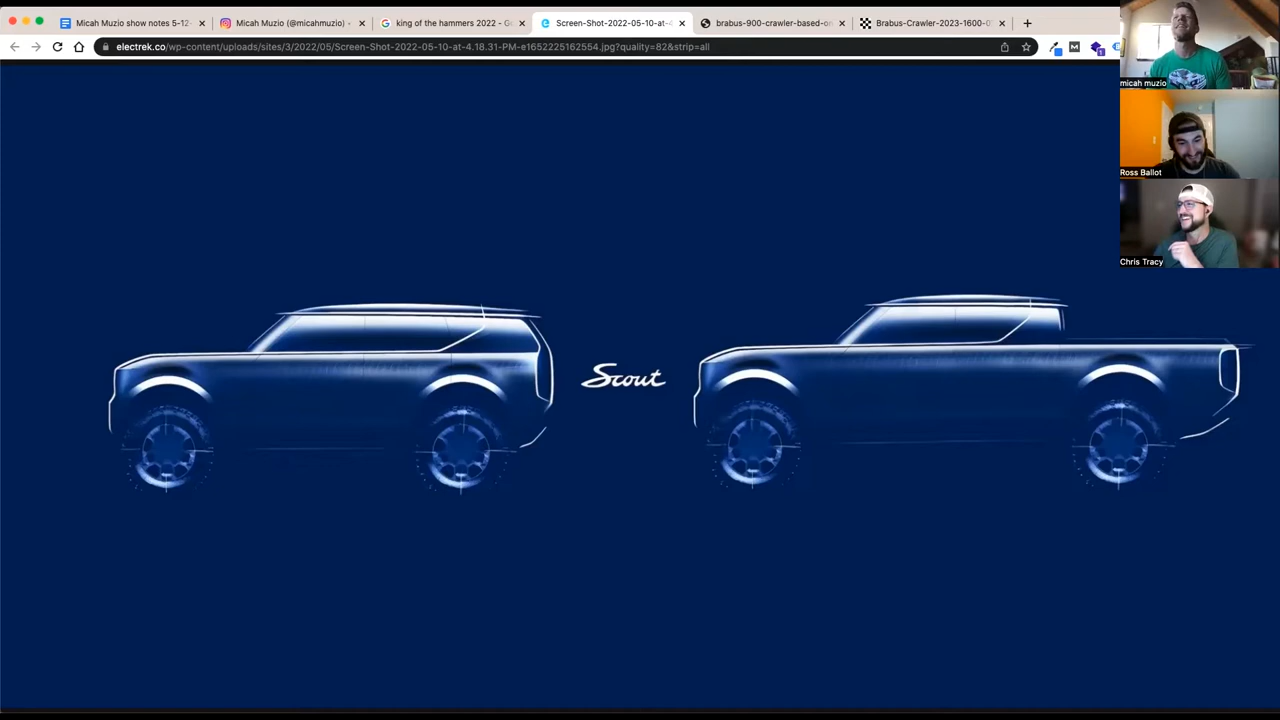 Micah Muzio show notes 5-12-
Micah Muzio (@micahmuzio) •
king of the hammers 2022 - Go
Screen-Shot-2022-05-10-at-4
brabus-900-crawler-based-on
Brabus-Crawler-2023-1600-0
electrek.co/wp-content/uploads/sites/3/2022/05/Screen-Shot-2022-05-10-at-4.18.31-PM-e1652225162554.jpg?quality=82&strip=all
micah muzio
Ross Ballot
Chris Tracy
Scout